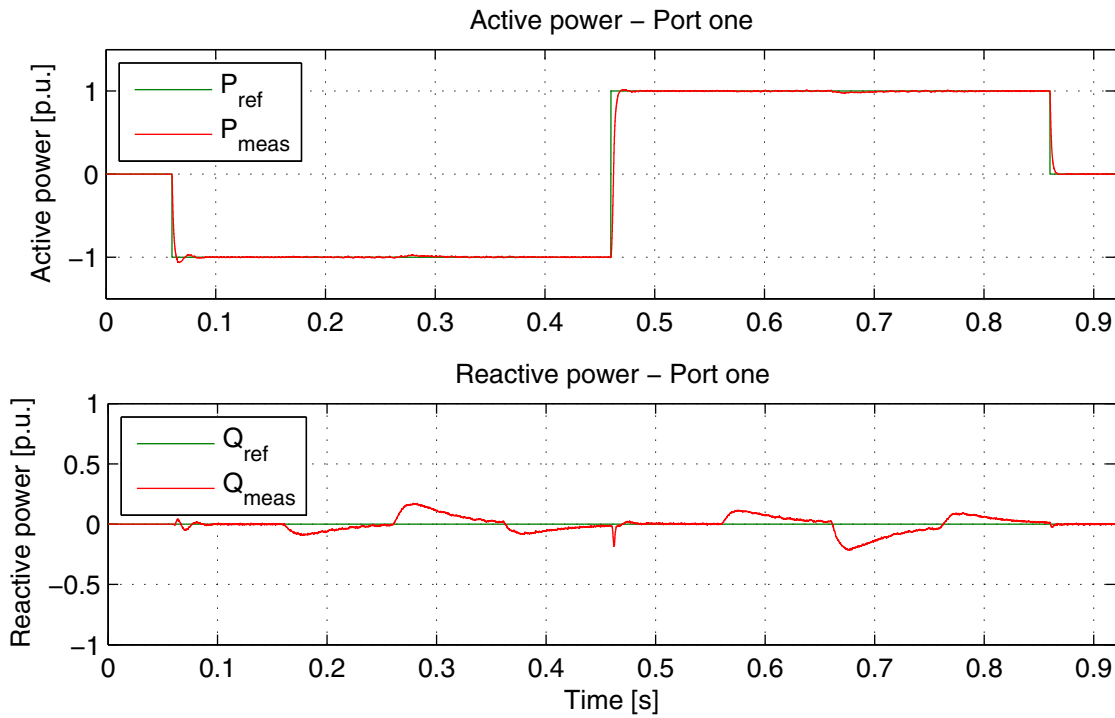 Active power – Port one
Active power [p.u.]
1
0
−1
P_ref
P_meas
0 0.1 0.2 0.3 0.4 0.5 0.6 0.7 0.8 0.9
Reactive power – Port one
Reactive power [p.u.]
1
0.5
0
−0.5
−1
Q_ref
Q_meas
0 0.1 0.2 0.3 0.4 0.5 0.6 0.7 0.8 0.9
Time [s]